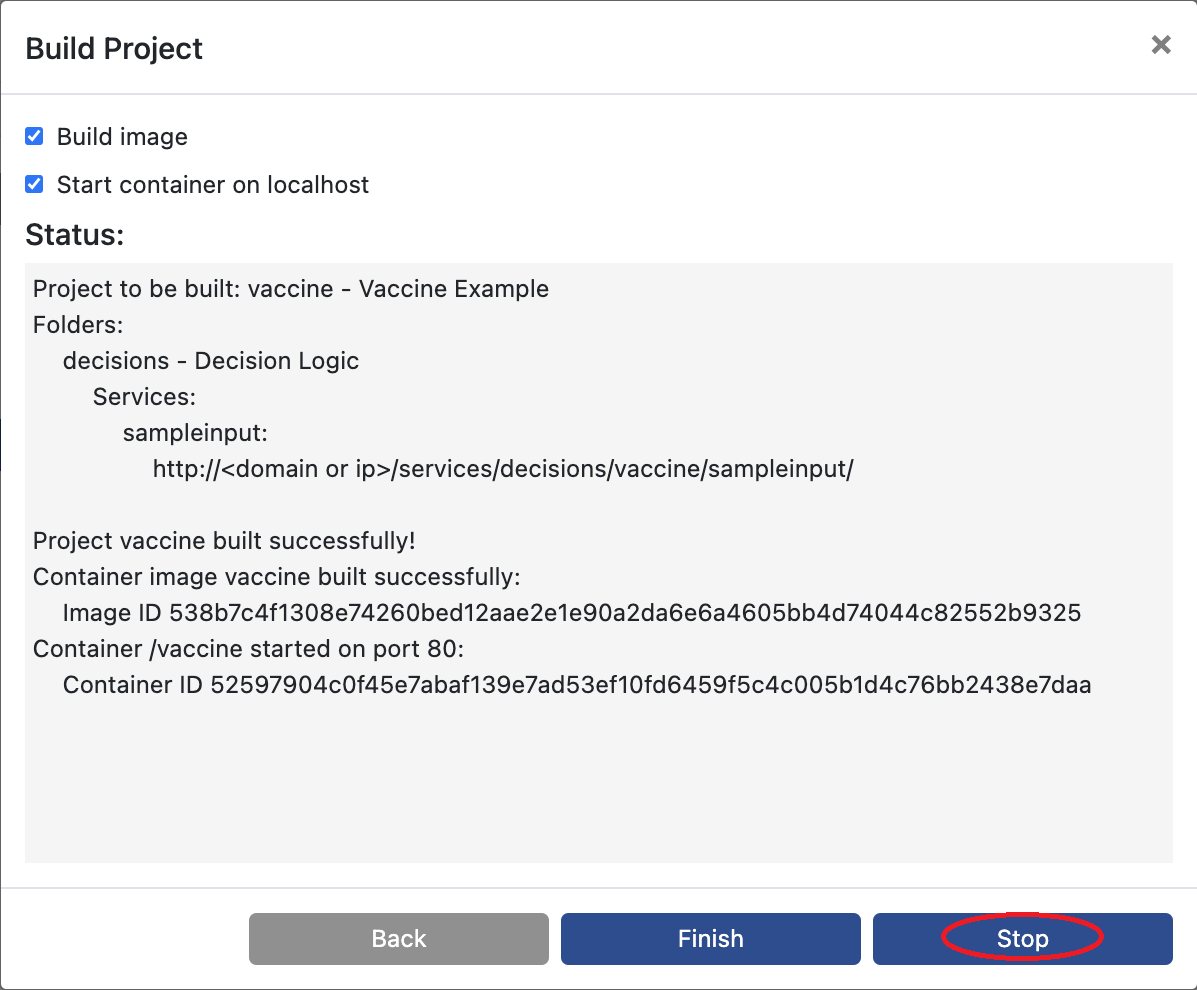 Build Project
Build image
Start container on localhost
Status:
Project to be built: vaccine - Vaccine Example
Folders:
decisions - Decision Logic
Services:
sampleinput:
http://<domain or ip>/services/decisions/vaccine/sampleinput/
Project vaccine built successfully!
Container image vaccine built successfully:
Image ID 538b7c4f1308e74260bed12aae2e1e90a2da6e6a4605bb4d74044c82552b9325
Container /vaccine started on port 80:
Container ID 52597904c0f45e7abaf139e7ad53ef10fd6459f5c4c005b1d4c76bb2438e7daa
Back
Finish
Stop